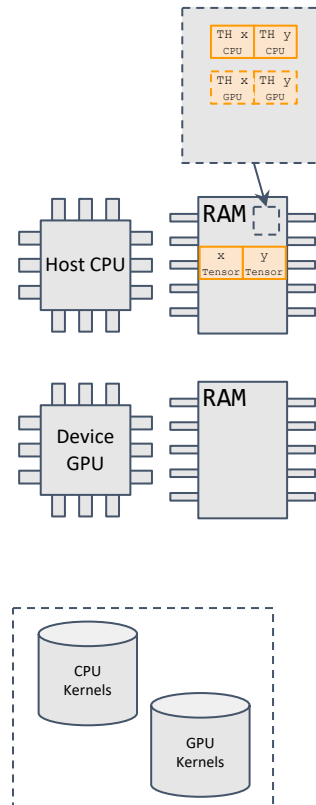 TH x TH y
CPU CPU
TH x TH y
GPU GPU
RAM
Host CPU
x y
Tensor Tensor
RAM
Device
GPU
CPU
Kernels
GPU
Kernels